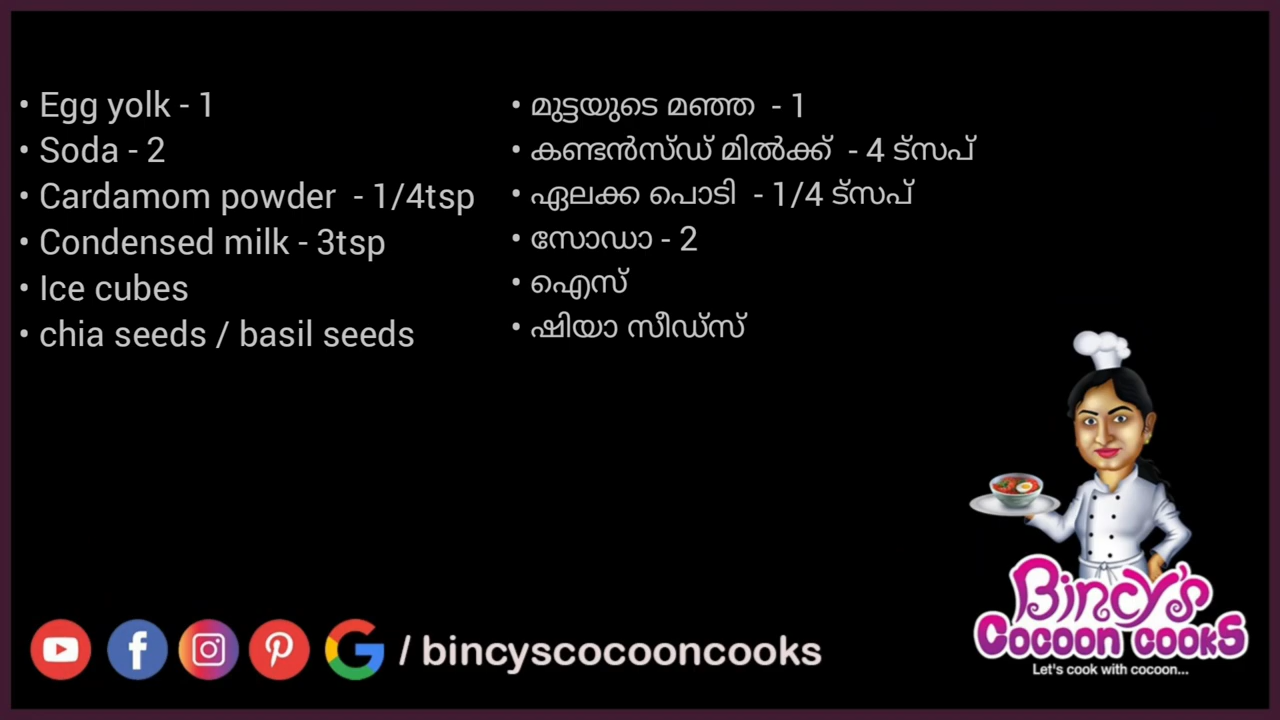 • Egg yolk - 1
• Soda - 2
• Cardamom powder - 1/4tsp
• Condensed milk - 3tsp
• Ice cubes
• chia seeds / basil seeds
• മുട്ടയുടെ മഞ്ഞ - 1
• കണ്ടൻസ്ഡ് മിൽക്ക് - 4 ട്സപ്
• ഏലക്ക പൊടി - 1/4 ട്സപ്
• സോഡാ - 2
• ഐസ്
• ഷിയാ സീഡ്സ്
/ bincyscocooncooks
Bincy's
Cocoon cooks
Let's cook with cocoon...